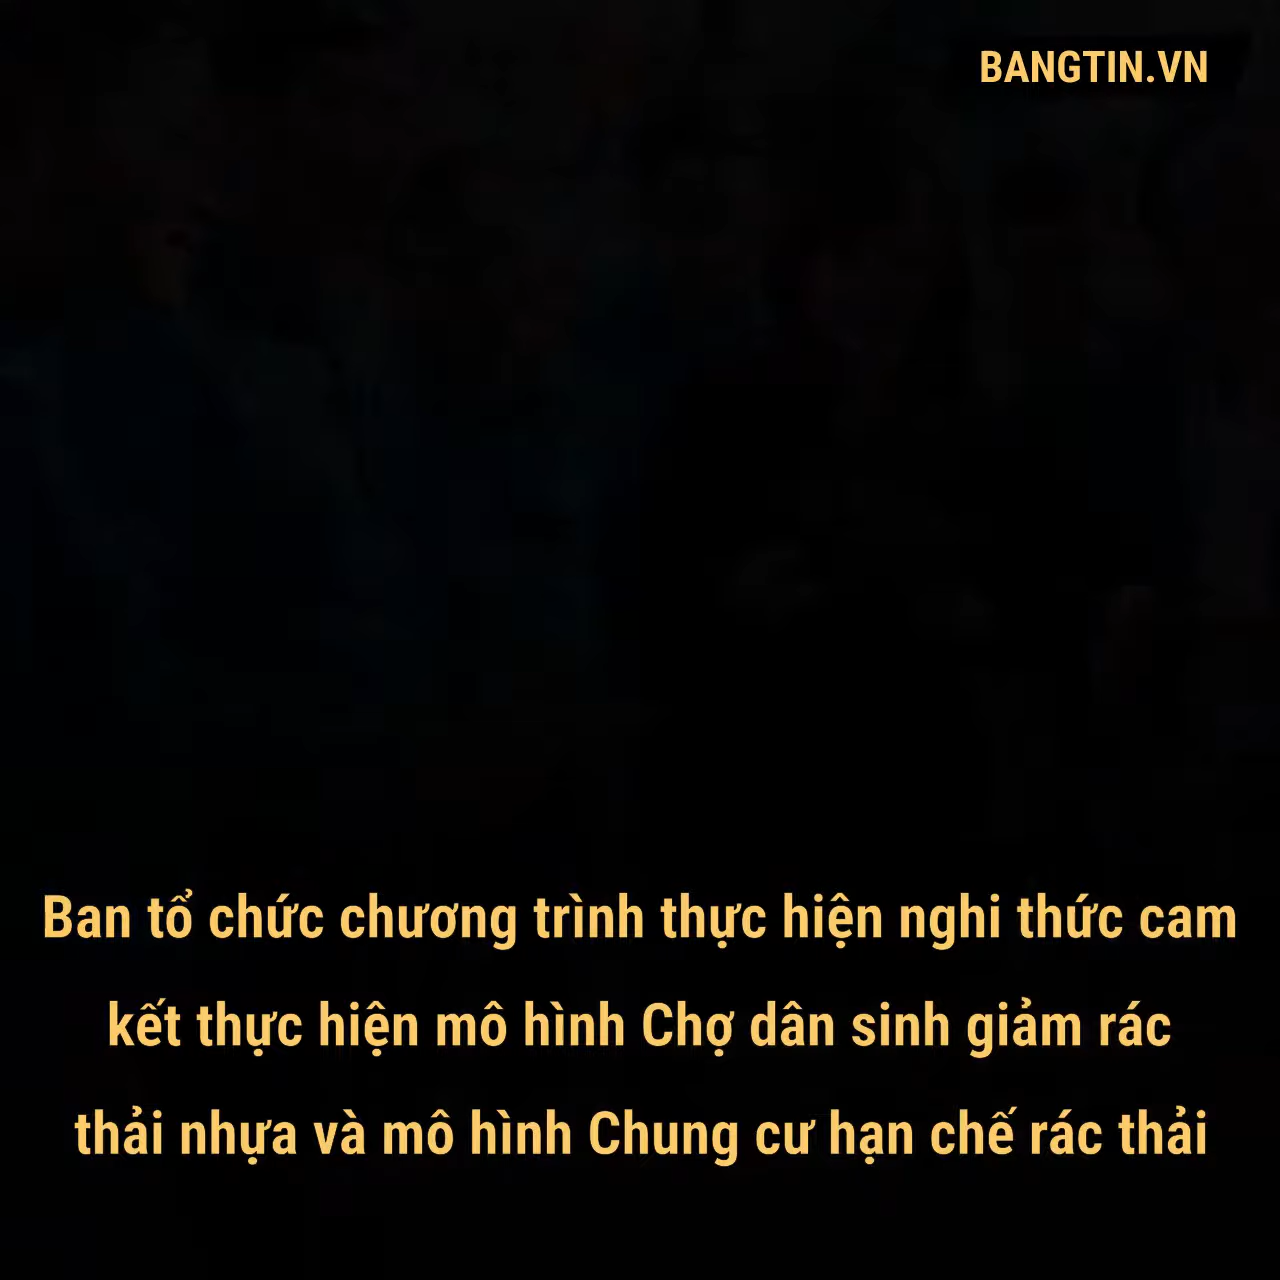 BANGTIN.VN
Ban tổ chức chương trình thực hiện nghi thức cam
kết thực hiện mô hình Chợ dân sinh giảm rác
thải nhựa và mô hình Chung cư hạn chế rác thải